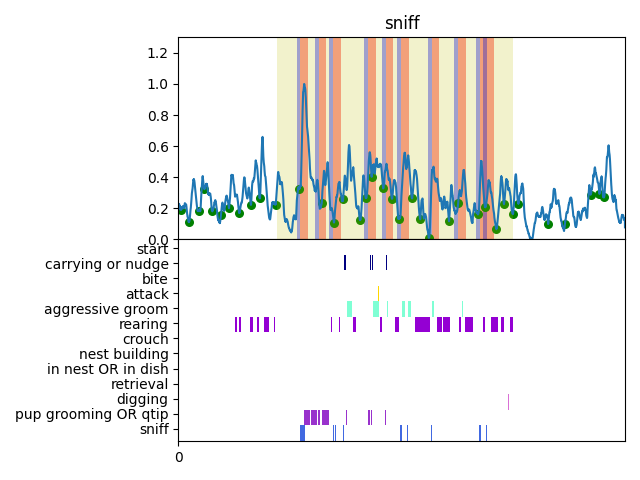 sniff
1.2
1.0
0.8
0.6
0.4
0.2
0.0
start
carrying or nudge
bite
attack
aggressive groom
rearing
crouch
nest building
in nest OR in dish
retrieval
digging
pup grooming OR qtip
sniff
0